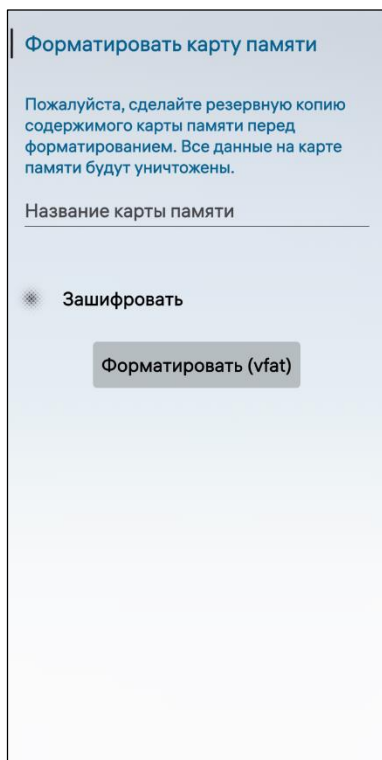 Форматировать карту памяти
Пожалуйста, сделайте резервную копию
содержимого карты памяти перед
форматированием. Все данные на карте
памяти будут уничтожены.
Название карты памяти
Зашифровать
Форматировать (vfat)